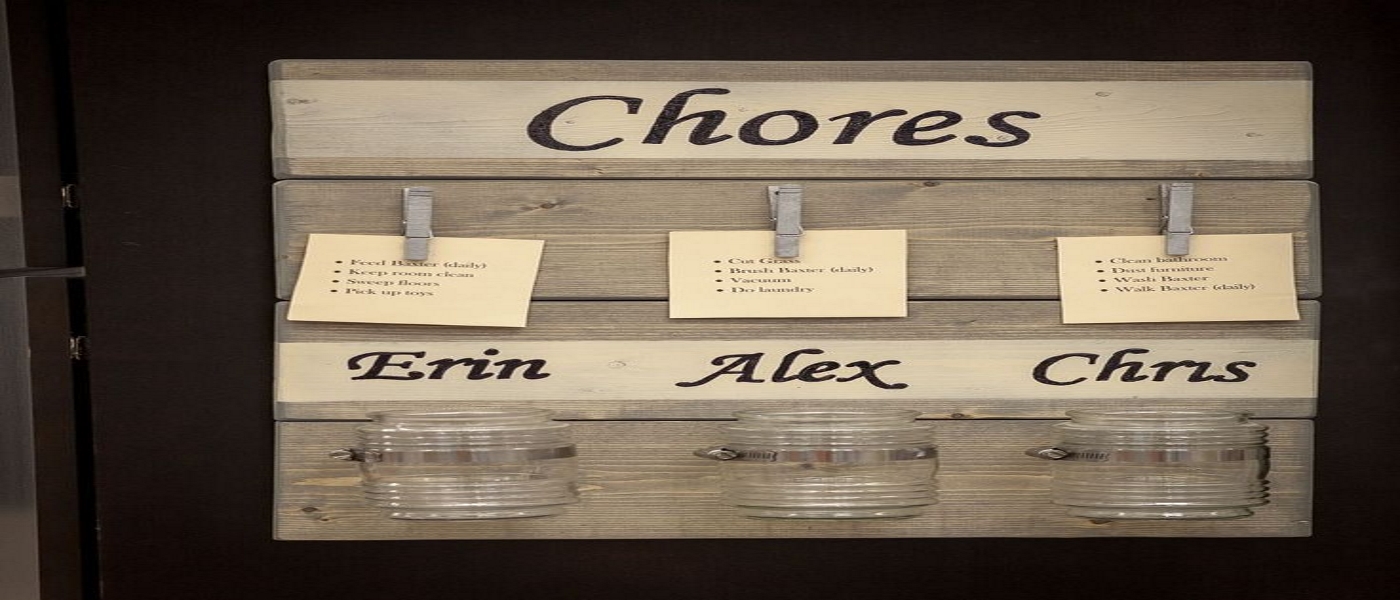 Chores
• Feed Baxter (daily)
• Keep room clean
• Sweep floors
• Pick up toys
• Cut Grass
• Brush Baxter (daily)
• Vacuum
• Do laundry
• Clean bathroom
• Dust furniture
• Wash Baxter
• Walk Baxter (daily)
Erin Alex Chris